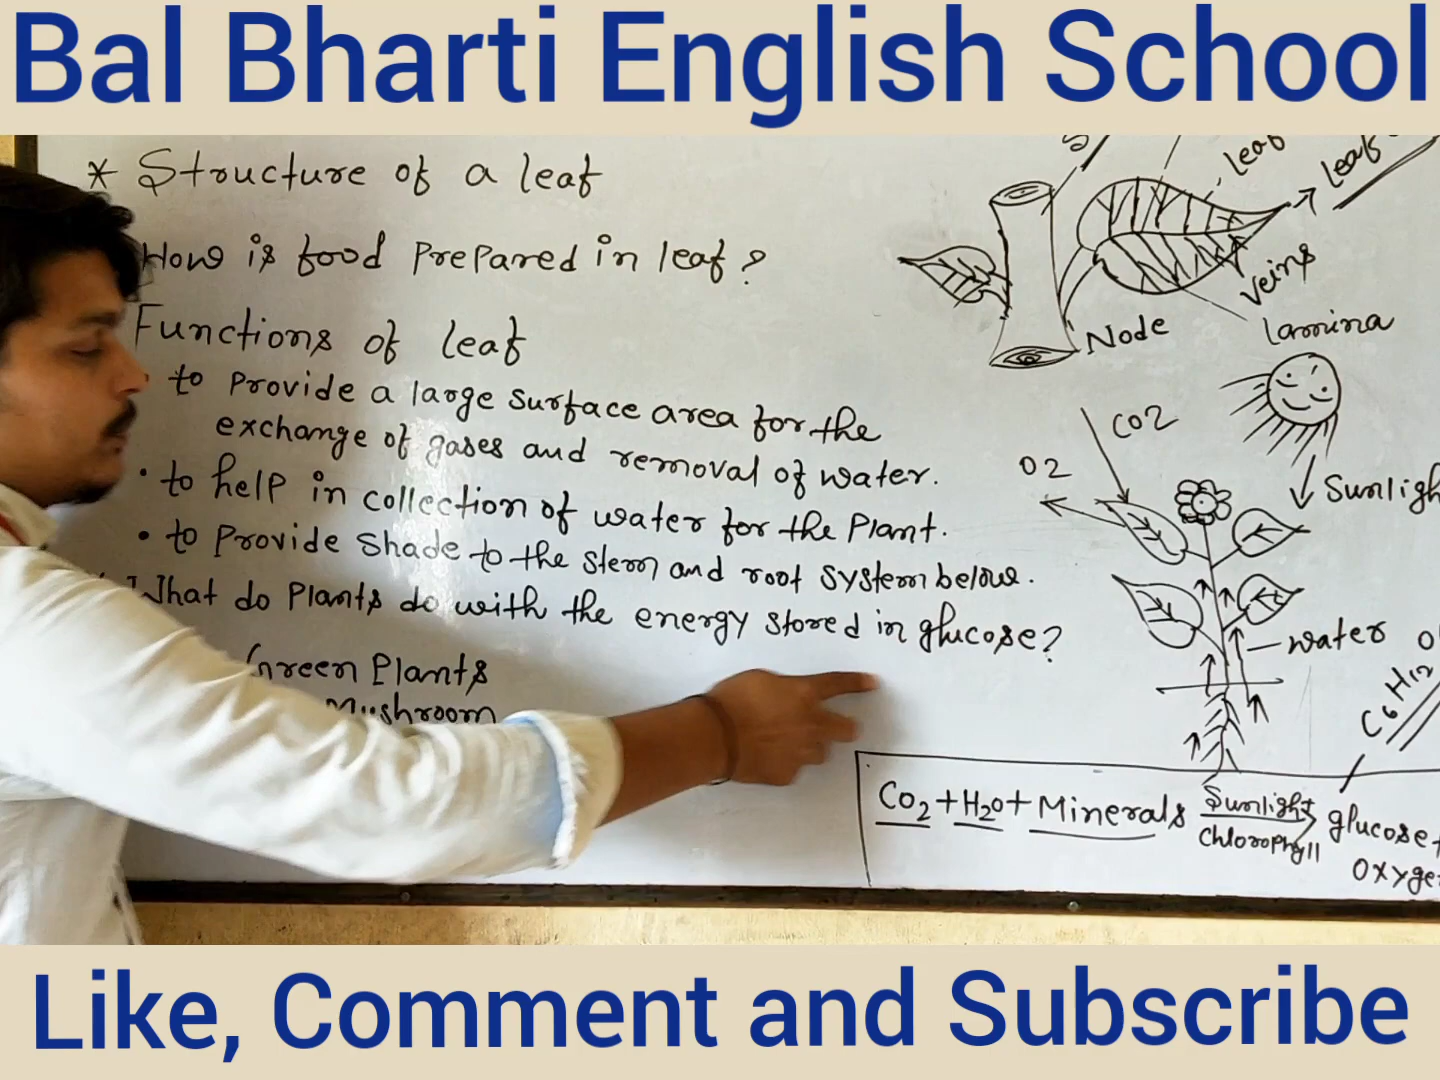 Bal Bharti English School
* Structure of a leaf
How is food prepared in leaf?
Functions of leaf
• to provide a large surface area for the
exchange of gases and removal of water.
• to help in collection of water for the plant.
• to provide shade to the stem and root system below.
What do plants do with the energy stored in glucose?
Green plants
Mushroom
leaf
leaf
Veins
lamina
Node
CO2
O2
Sunligh
water
C6H12
CO2+H2O+Minerals Sunlight glucose+
chlorophyll oxyge
Like, Comment and Subscribe